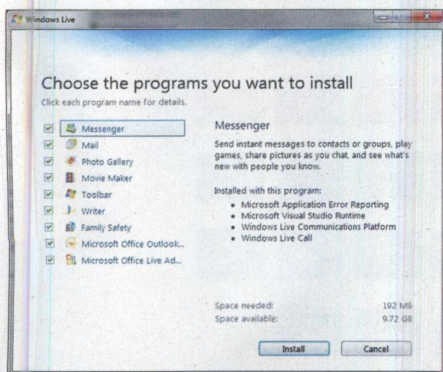 Windows Live
Choose the programs you want to install
Click each program name for details.
Messenger
Mail
Photo Gallery
Movie Maker
Toolbar
Writer
Family Safety
Microsoft Office Outlook...
Microsoft Office Live Ad...
Messenger
Send instant messages to contacts or groups, play
games, share pictures as you chat, and see what's
new with people you know.
Installed with this program:
• Microsoft Application Error Reporting
• Microsoft Visual Studio Runtime
• Windows Live Communications Platform
• Windows Live Call
Space needed: 192 MB
Space available: 9.72 GB
Install Cancel